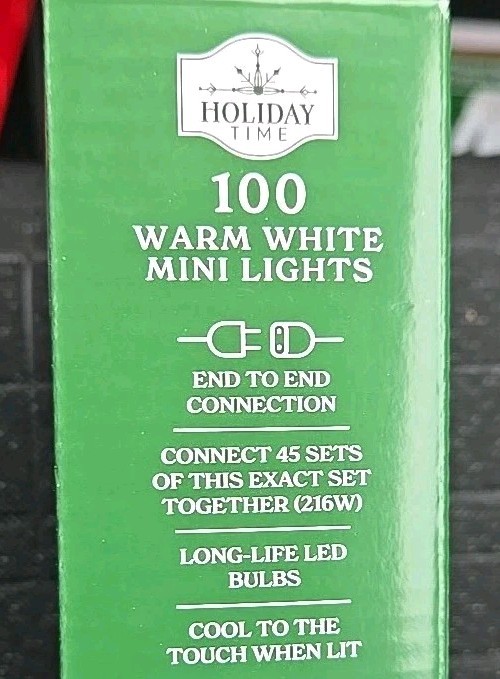 HOLIDAY
TIME
100
WARM WHITE
MINI LIGHTS
END TO END
CONNECTION
CONNECT 45 SETS
OF THIS EXACT SET
TOGETHER (216W)
LONG-LIFE LED
BULBS
COOL TO THE
TOUCH WHEN LIT